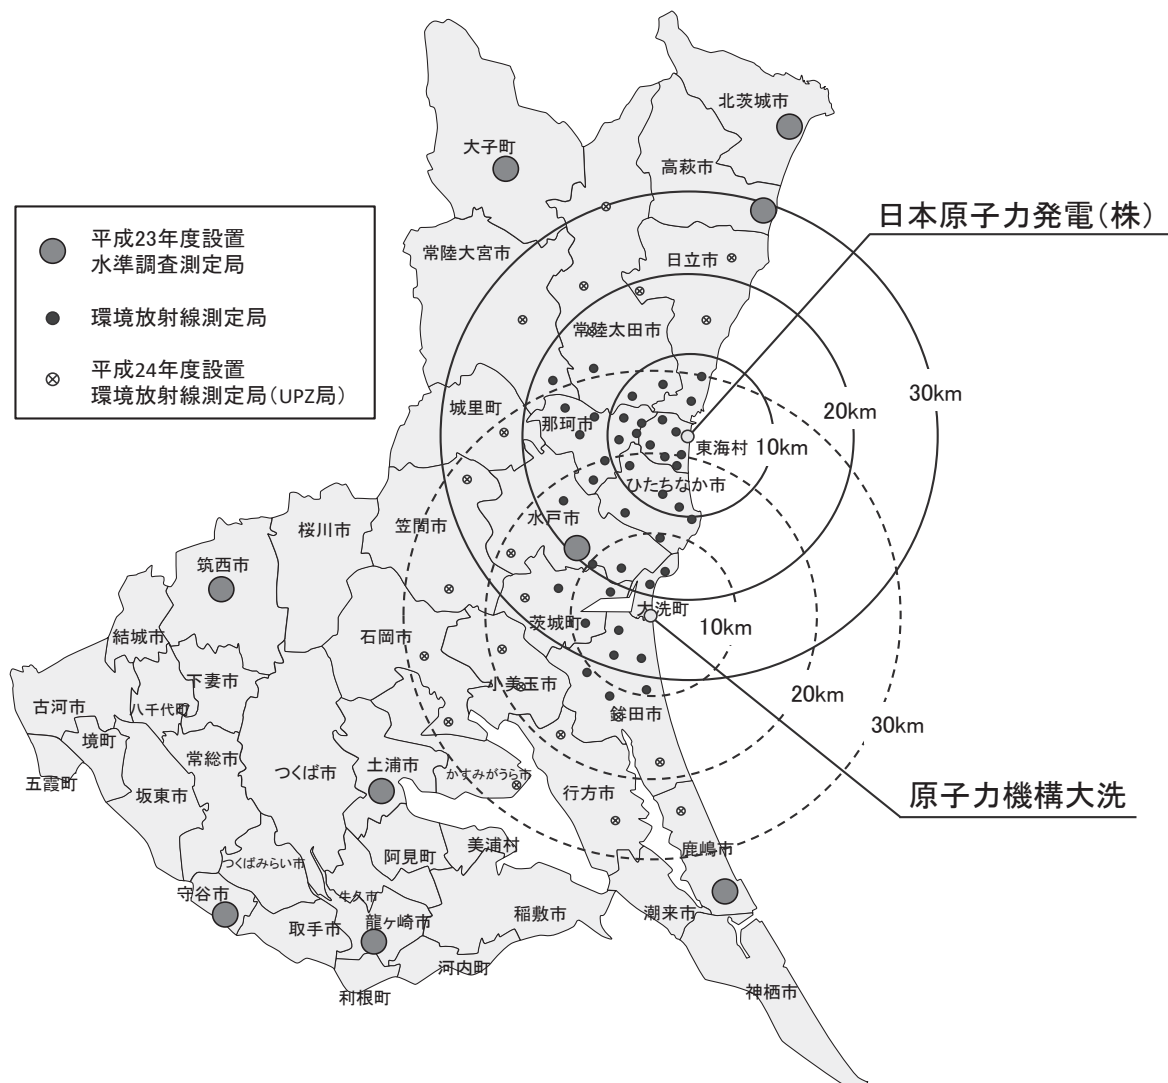 北茨城市
大子町
高萩市
日本原子力発電(株)
平成23年度設置
水準調査測定局
環境放射線測定局
平成24年度設置
環境放射線測定局(UPZ局)
常陸大宮市
日立市
常陸太田市
30km
20km
城里町
那珂市
東海村
10km
ひたちなか市
水戸市
笠間市
桜川市
筑西市
大洗町
茨城町
10km
石岡市
結城市
下妻市
小美玉市
20km
古河市
八千代町
鉾田市
30km
境町
常総市
つくば市
土浦市
かすみがうら市
五霞町
坂東市
行方市
原子力機構大洗
美浦村
阿見町
鹿嶋市
つくばみらい市
守谷市
牛久市
稲敷市
潮来市
取手市
龍ヶ崎市
河内町
利根町
神栖市